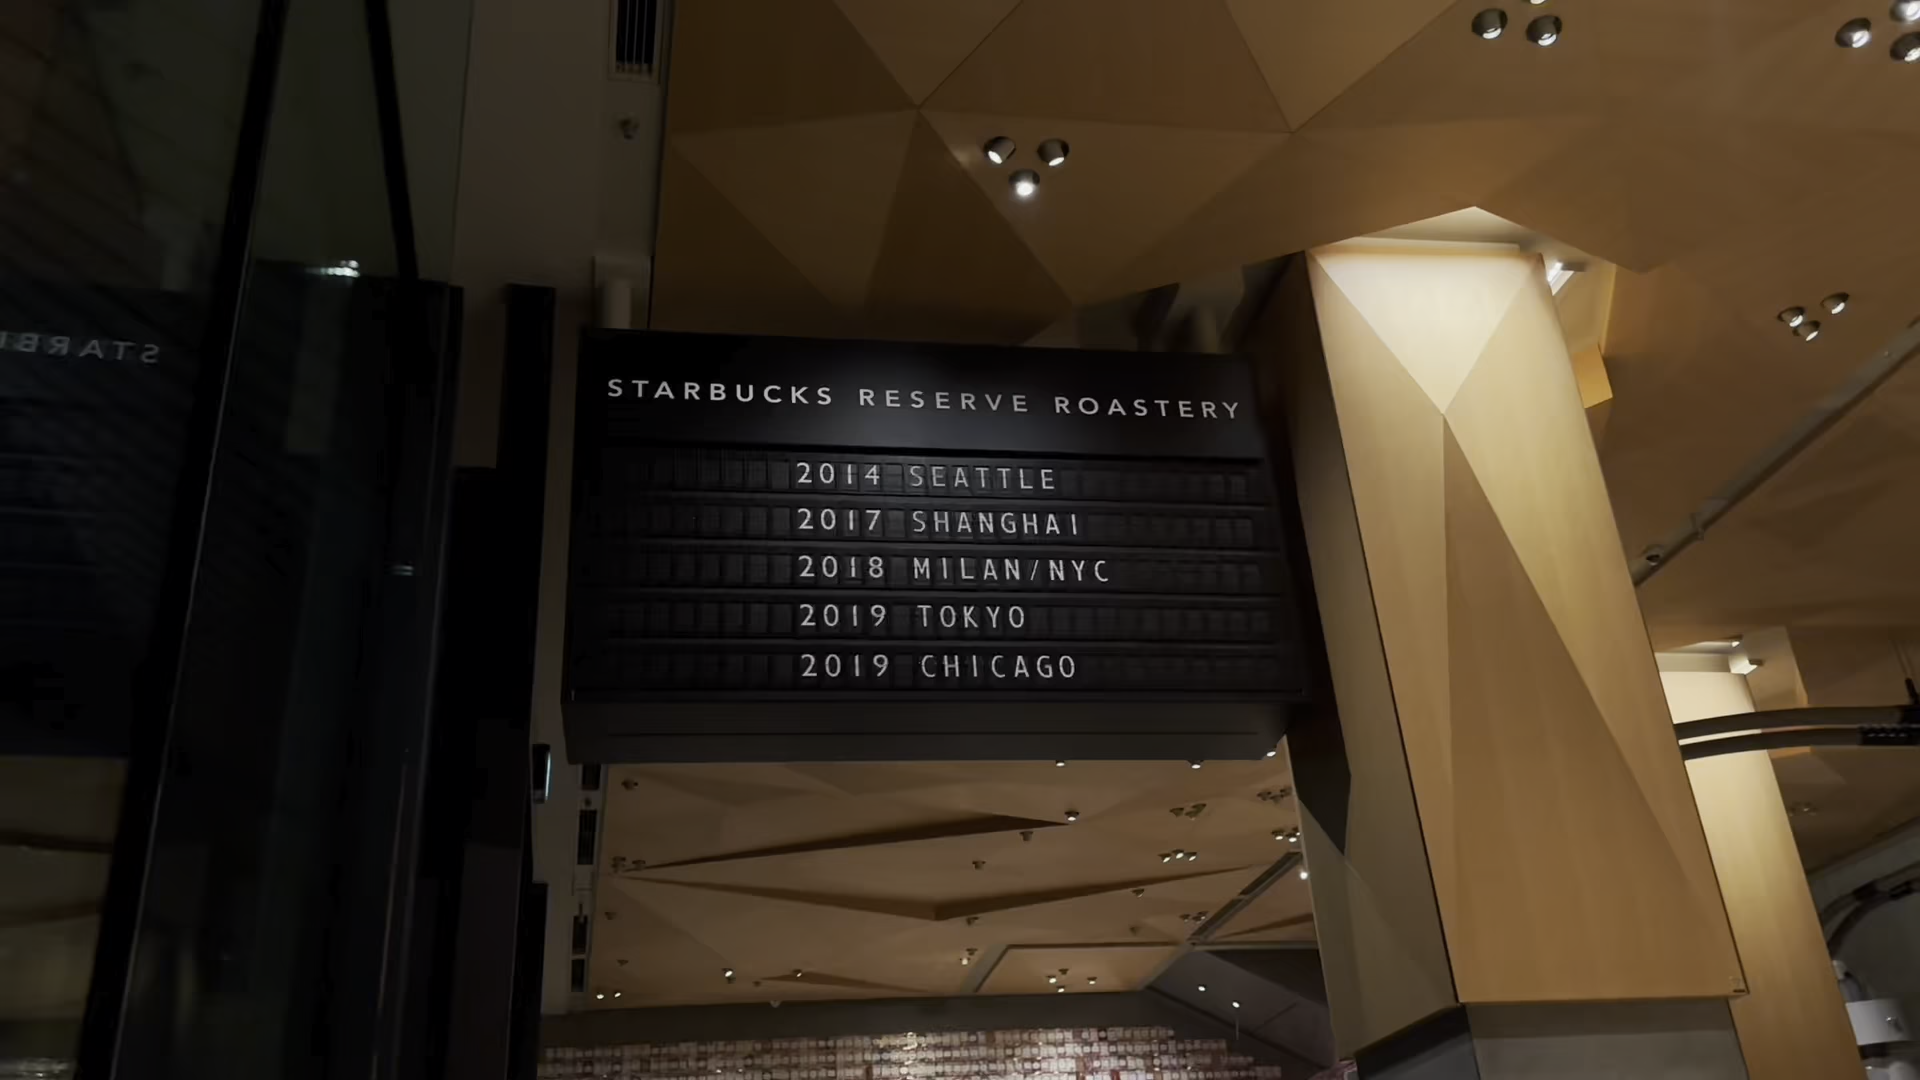 STARBUCKS RESERVE ROASTERY
2014 SEATTLE
2017 SHANGHAI
2018 MILAN/NYC
2019 TOKYO
2019 CHICAGO